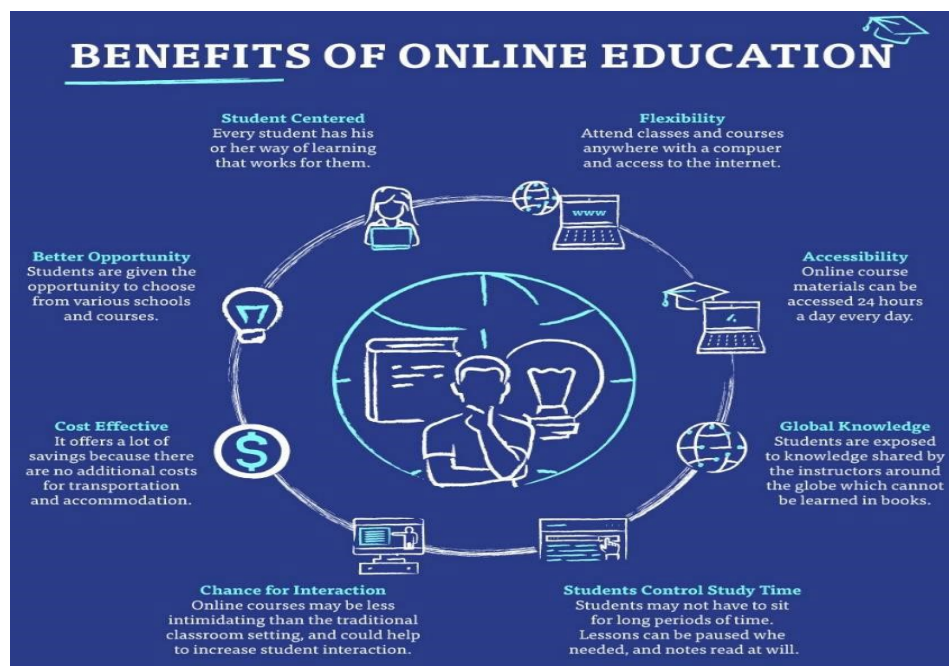 BENEFITS OF ONLINE EDUCATION
Student Centered
Every student has his
or her way of learning
that works for them.
Flexibility
Attend classes and courses
anywhere with a compuer
and access to the internet.
www
Better Opportunity
Students are given the
opportunity to choose
from various schools
and courses.
Accessibility
Online course
materials can be
accessed 24 hours
a day every day.
Cost Effective
It offers a lot of
savings because there
are no additional costs
for transportation
and accommodation.
$
Global Knowledge
Students are exposed
to knowledge shared by
the instructors around
the globe which cannot
be learned in books.
Chance for Interaction
Online courses may be less
intimidating than the traditional
classroom setting, and could help
to increase student interaction.
Students Control Study Time
Students may not have to sit
for long periods of time.
Lessons can be paused whe
needed, and notes read at will.